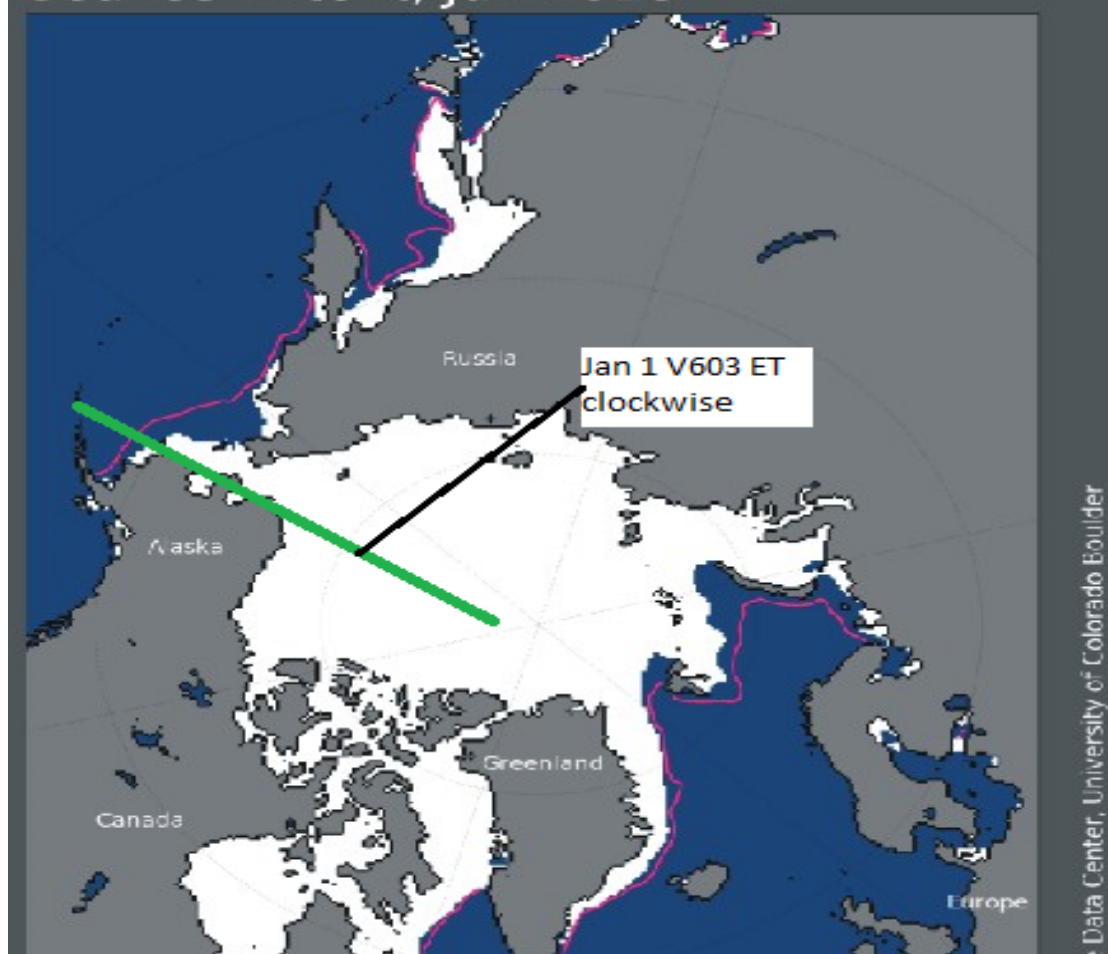 Russia
Jan 1 V603 ET
clockwise
Alaska
Greenland
Canada
Europe
Data Center, University of Colorado Boulder